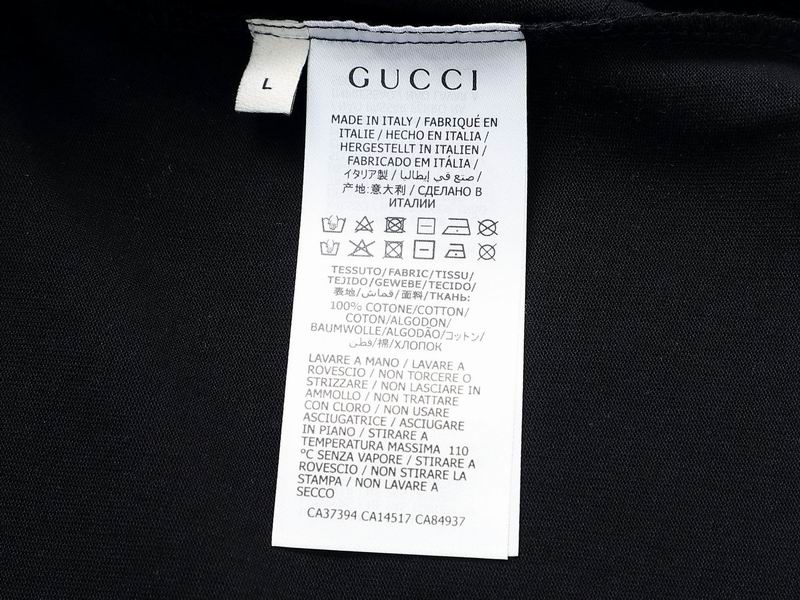 L
GUCCI
MADE IN ITALY / FABRIQUÉ EN
ITALIE / HECHO EN ITALIA /
HERGESTELLT IN ITALIEN /
FABRICADO EM ITÁLIA /
イタリア製 / صنع في إيطاليا /
产地:意大利 / СДЕЛАНО В
ИТАЛИИ
TESSUTO/FABRIC/TISSU/
TEJIDO/GEWEBE/TECIDO/
表地/قماش/面料/ТКАНЬ:
100% COTONE/COTTON/
COTON/ALGODON/
BAUMWOLLE/ALGODÃO/コットン/
قطن/棉/ХЛОПОК
LAVARE A MANO / LAVARE A
ROVESCIO / NON TORCERE O
STRIZZARE / NON LASCIARE IN
AMMOLLO / NON TRATTARE
CON CLORO / NON USARE
ASCIUGATRICE / ASCIUGARE
IN PIANO / STIRARE A
TEMPERATURA MASSIMA 110
°C SENZA VAPORE / STIRARE A
ROVESCIO / NON STIRARE LA
STAMPA / NON LAVARE A
SECCO
CA37394 CA14517 CA84937